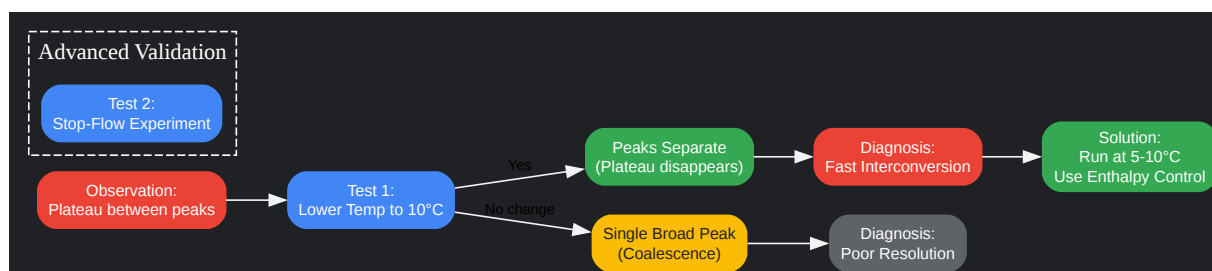 Advanced Validation
Test 2:
Stop-Flow Experiment
Observation:
Plateau between peaks
Test 1:
Lower Temp to 10°C
Yes
No change
Peaks Separate
(Plateau disappears)
Single Broad Peak
(Coalescence)
Diagnosis:
Fast Interconversion
Diagnosis:
Poor Resolution
Solution:
Run at 5-10°C
Use Enthalpy Control